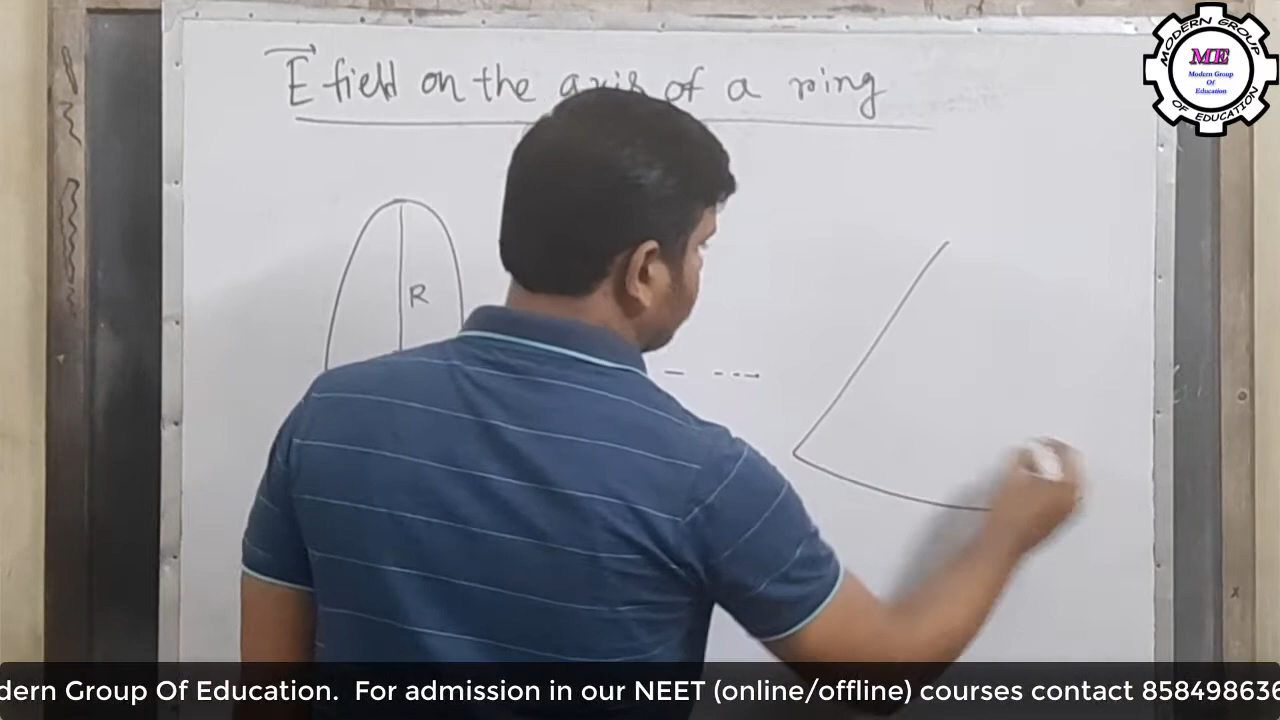 E field on the axis of a ring
R
MODERN GROUP
ME
Modern Group
Of
Education
OF EDUCATION
dern Group Of Education. For admission in our NEET (online/offline) courses contact 858498636